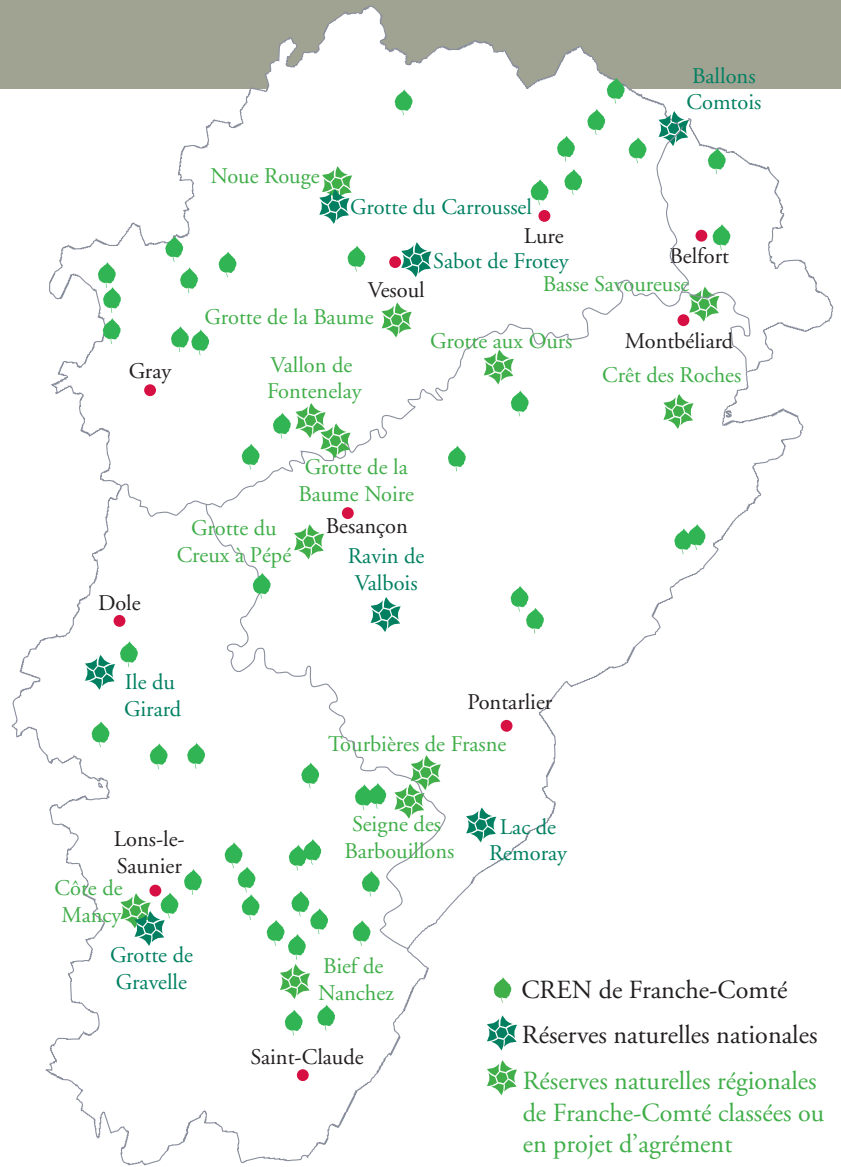 Ballons
Comtois
Noue Rouge
Grotte du Carroussel
Lure
Belfort
Sabot de Frotey
Vesoul
Basse Savoureuse
Grotte de la Baume
Montbéliard
Grotte aux Ours
Gray
Vallon de
Fontenelay
Crêt des Roches
s
Grotte de la
Baume Noire
Besançon
Grotte du
Creux à Pépé
Ravin de
Valbois
Dole
Ile du
Girard
Pontarlier
Tourbières de Frasne
Seigne des
Barbouillons
Lac de
Remoray
Lons-le-
Saunier
Côte de
Mancy
Grotte de
Gravelle
Bief de
Nanchez
Saint-Claude
CREN de Franche-Comté
Réserves naturelles nationales
Réserves naturelles régionales
de Franche-Comté classées ou
en projet d'agrément